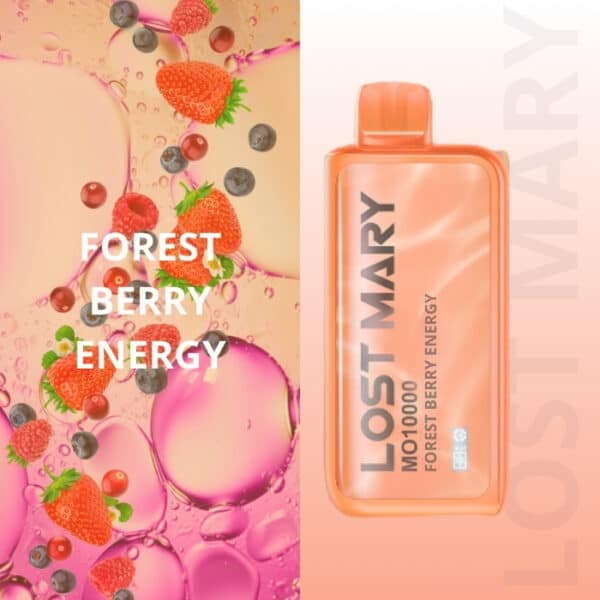 FOREST
BERRY
ENERGY
LOST MARY
MO10000
FOREST BERRY ENERGY
LOST MARY